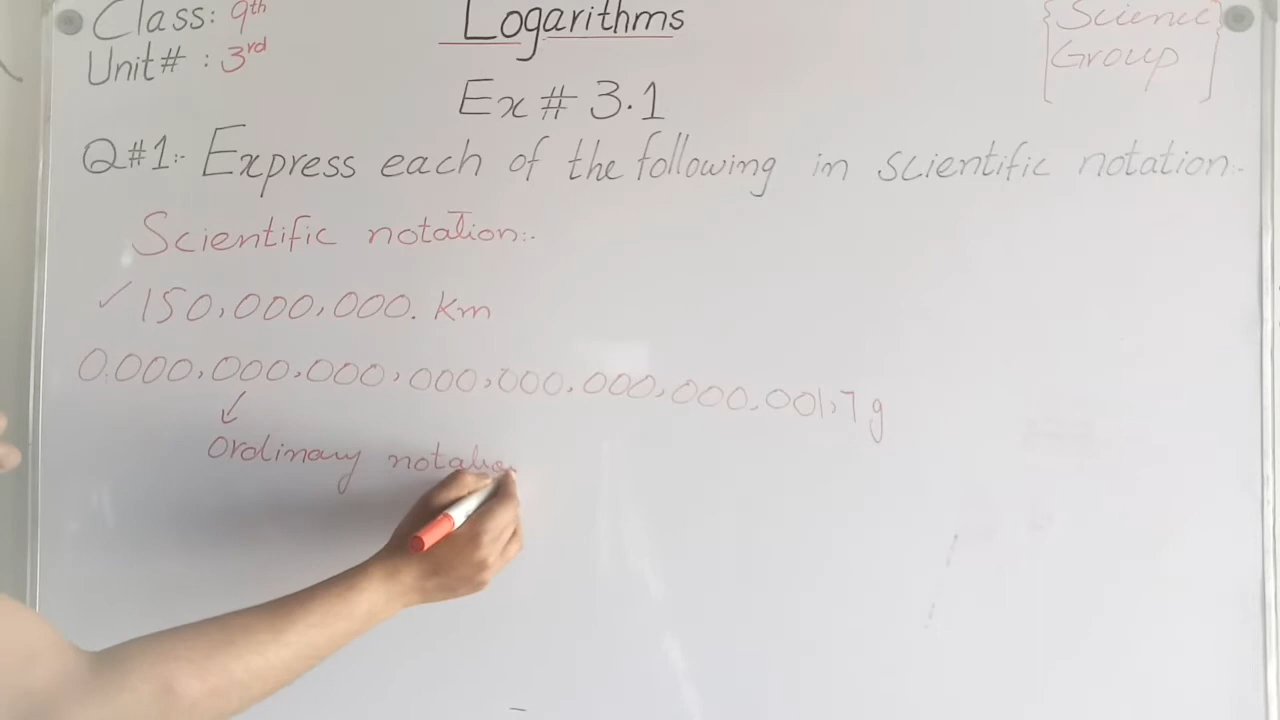 Class: 9th
Unit# : 3rd
Logarithms
{Science
Group}
Ex # 3.1
Q#1:- Express each of the following in scientific notation:-
Scientific notation:-
✓ 150,000,000. km
0.000,000,000,000,000,000,000,001,7 g
↙
Ordinary notation